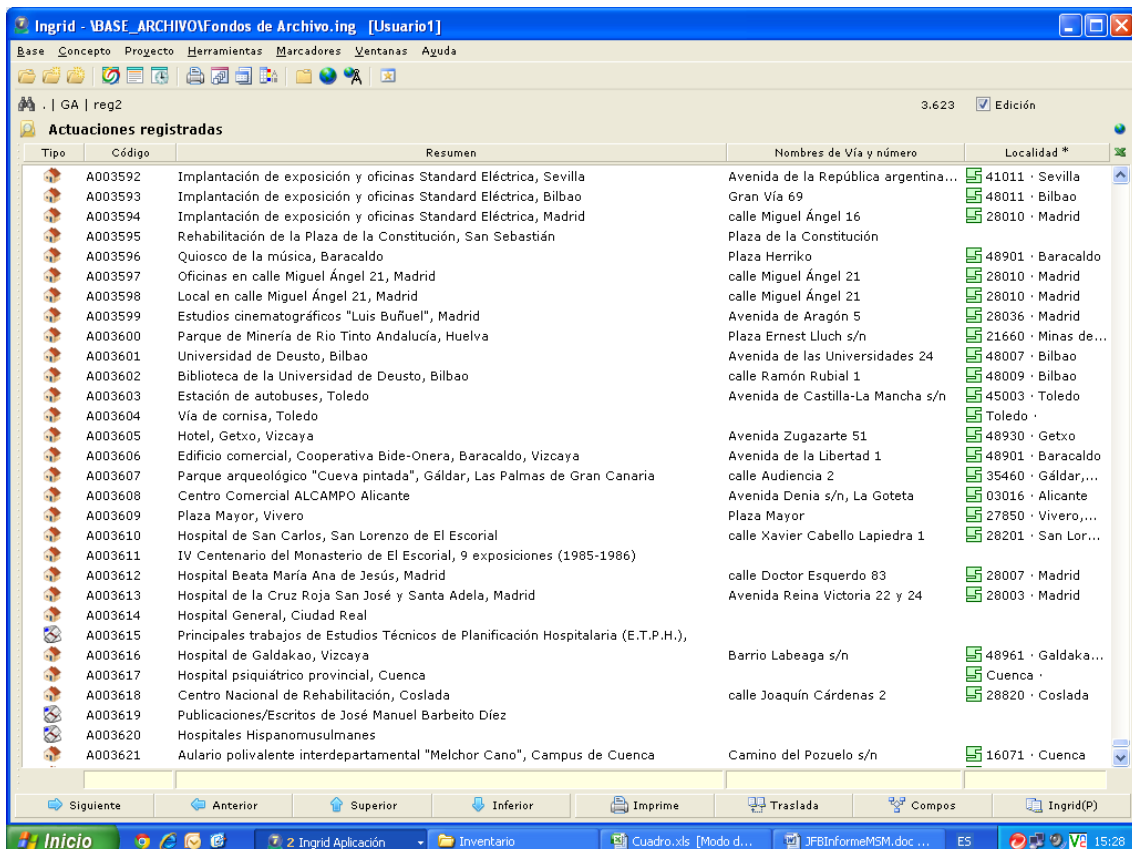 Ingrid - \BASE_ARCHIVO\Fondos de Archivo.ing [Usuario1]
Base Concepto Proyecto Herramientas Marcadores Ventanas Ayuda
. | GA | reg2 3.623 Edición
Actuaciones registradas
Tipo Código Resumen Nombres de Vía y número Localidad *
A003592 Implantación de exposición y oficinas Standard Eléctrica, Sevilla Avenida de la República argentina... 41011 · Sevilla
A003593 Implantación de exposición y oficinas Standard Eléctrica, Bilbao Gran Vía 69 48011 · Bilbao
A003594 Implantación de exposición y oficinas Standard Eléctrica, Madrid calle Miguel Ángel 16 28010 · Madrid
A003595 Rehabilitación de la Plaza de la Constitución, San Sebastián Plaza de la Constitución
A003596 Quiosco de la música, Baracaldo Plaza Herriko 48901 · Baracaldo
A003597 Oficinas en calle Miguel Ángel 21, Madrid calle Miguel Ángel 21 28010 · Madrid
A003598 Local en calle Miguel Ángel 21, Madrid calle Miguel Ángel 21 28010 · Madrid
A003599 Estudios cinematográficos "Luis Buñuel", Madrid Avenida de Aragón 5 28036 · Madrid
A003600 Parque de Minería de Rio Tinto Andalucía, Huelva Plaza Ernest Lluch s/n 21660 · Minas de...
A003601 Universidad de Deusto, Bilbao Avenida de las Universidades 24 48007 · Bilbao
A003602 Biblioteca de la Universidad de Deusto, Bilbao calle Ramón Rubial 1 48009 · Bilbao
A003603 Estación de autobuses, Toledo Avenida de Castilla-La Mancha s/n 45003 · Toledo
A003604 Vía de cornisa, Toledo Toledo ·
A003605 Hotel, Getxo, Vizcaya Avenida Zugazarte 51 48930 · Getxo
A003606 Edificio comercial, Cooperativa Bide-Onera, Baracaldo, Vizcaya Avenida de la Libertad 1 48901 · Baracaldo
A003607 Parque arqueológico "Cueva pintada", Gáldar, Las Palmas de Gran Canaria calle Audiencia 2 35460 · Gáldar,...
A003608 Centro Comercial ALCAMPO Alicante Avenida Denia s/n, La Goteta 03016 · Alicante
A003609 Plaza Mayor, Vivero Plaza Mayor 27850 · Vivero,...
A003610 Hospital de San Carlos, San Lorenzo de El Escorial calle Xavier Cabello Lapiedra 1 28201 · San Lor...
A003611 IV Centenario del Monasterio de El Escorial, 9 exposiciones (1985-1986)
A003612 Hospital Beata María Ana de Jesús, Madrid calle Doctor Esquerdo 83 28007 · Madrid
A003613 Hospital de la Cruz Roja San José y Santa Adela, Madrid Avenida Reina Victoria 22 y 24 28003 · Madrid
A003614 Hospital General, Ciudad Real
A003615 Principales trabajos de Estudios Técnicos de Planificación Hospitalaria (E.T.P.H.),
A003616 Hospital de Galdakao, Vizcaya Barrio Labeaga s/n 48961 · Galdaka...
A003617 Hospital psiquiátrico provincial, Cuenca Cuenca ·
A003618 Centro Nacional de Rehabilitación, Coslada calle Joaquín Cárdenas 2 28820 · Coslada
A003619 Publicaciones/Escritos de José Manuel Barbeito Díez
A003620 Hospitales Hispanomusulmanes
A003621 Aulario polivalente interdepartamental "Melchor Cano", Campus de Cuenca Camino del Pozuelo s/n 16071 · Cuenca
Siguiente Anterior Superior Inferior Imprime Traslada Compos Ingrid(P)
Inicio 2 Ingrid Aplicación Inventario Cuadro.xls [Modo d... JFBInformeMSM.doc ... ES 15:28